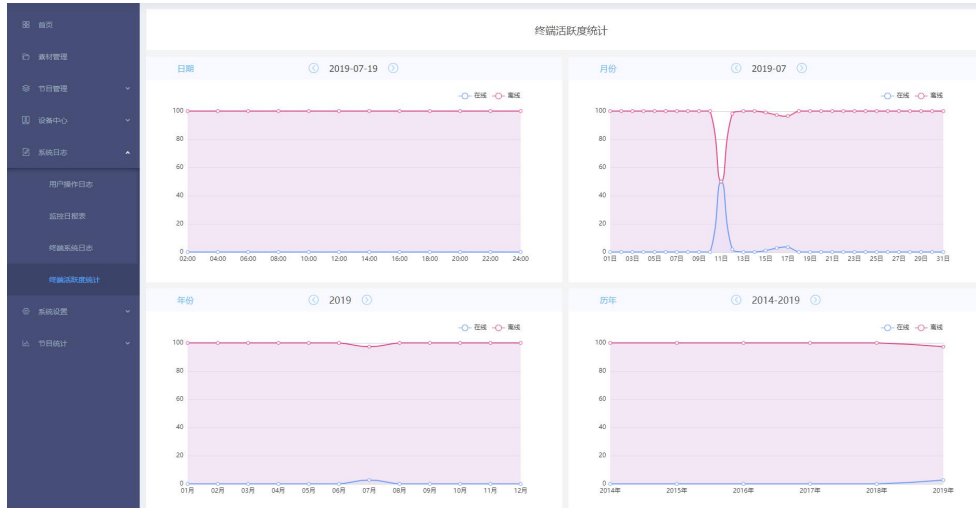 首页
素材管理
节目管理
设备中心
系统日志
用户操作日志
监控日报表
终端系统日志
终端活跃度统计
系统设置
节目统计
终端活跃度统计
日期 2019-07-19
在线 离线
100
80
60
40
20
0
02:00 04:00 06:00 08:00 10:00 12:00 14:00 16:00 18:00 20:00 22:00 24:00
月份 2019-07
在线 离线
100
80
60
40
20
0
01日 03日 05日 07日 09日 11日 13日 15日 17日 19日 21日 23日 25日 27日 29日 31日
年份 2019
在线 离线
100
80
60
40
20
0
01月 02月 03月 04月 05月 06月 07月 08月 09月 10月 11月 12月
历年 2014-2019
在线 离线
100
80
60
40
20
0
2014年 2015年 2016年 2017年 2018年 2019年